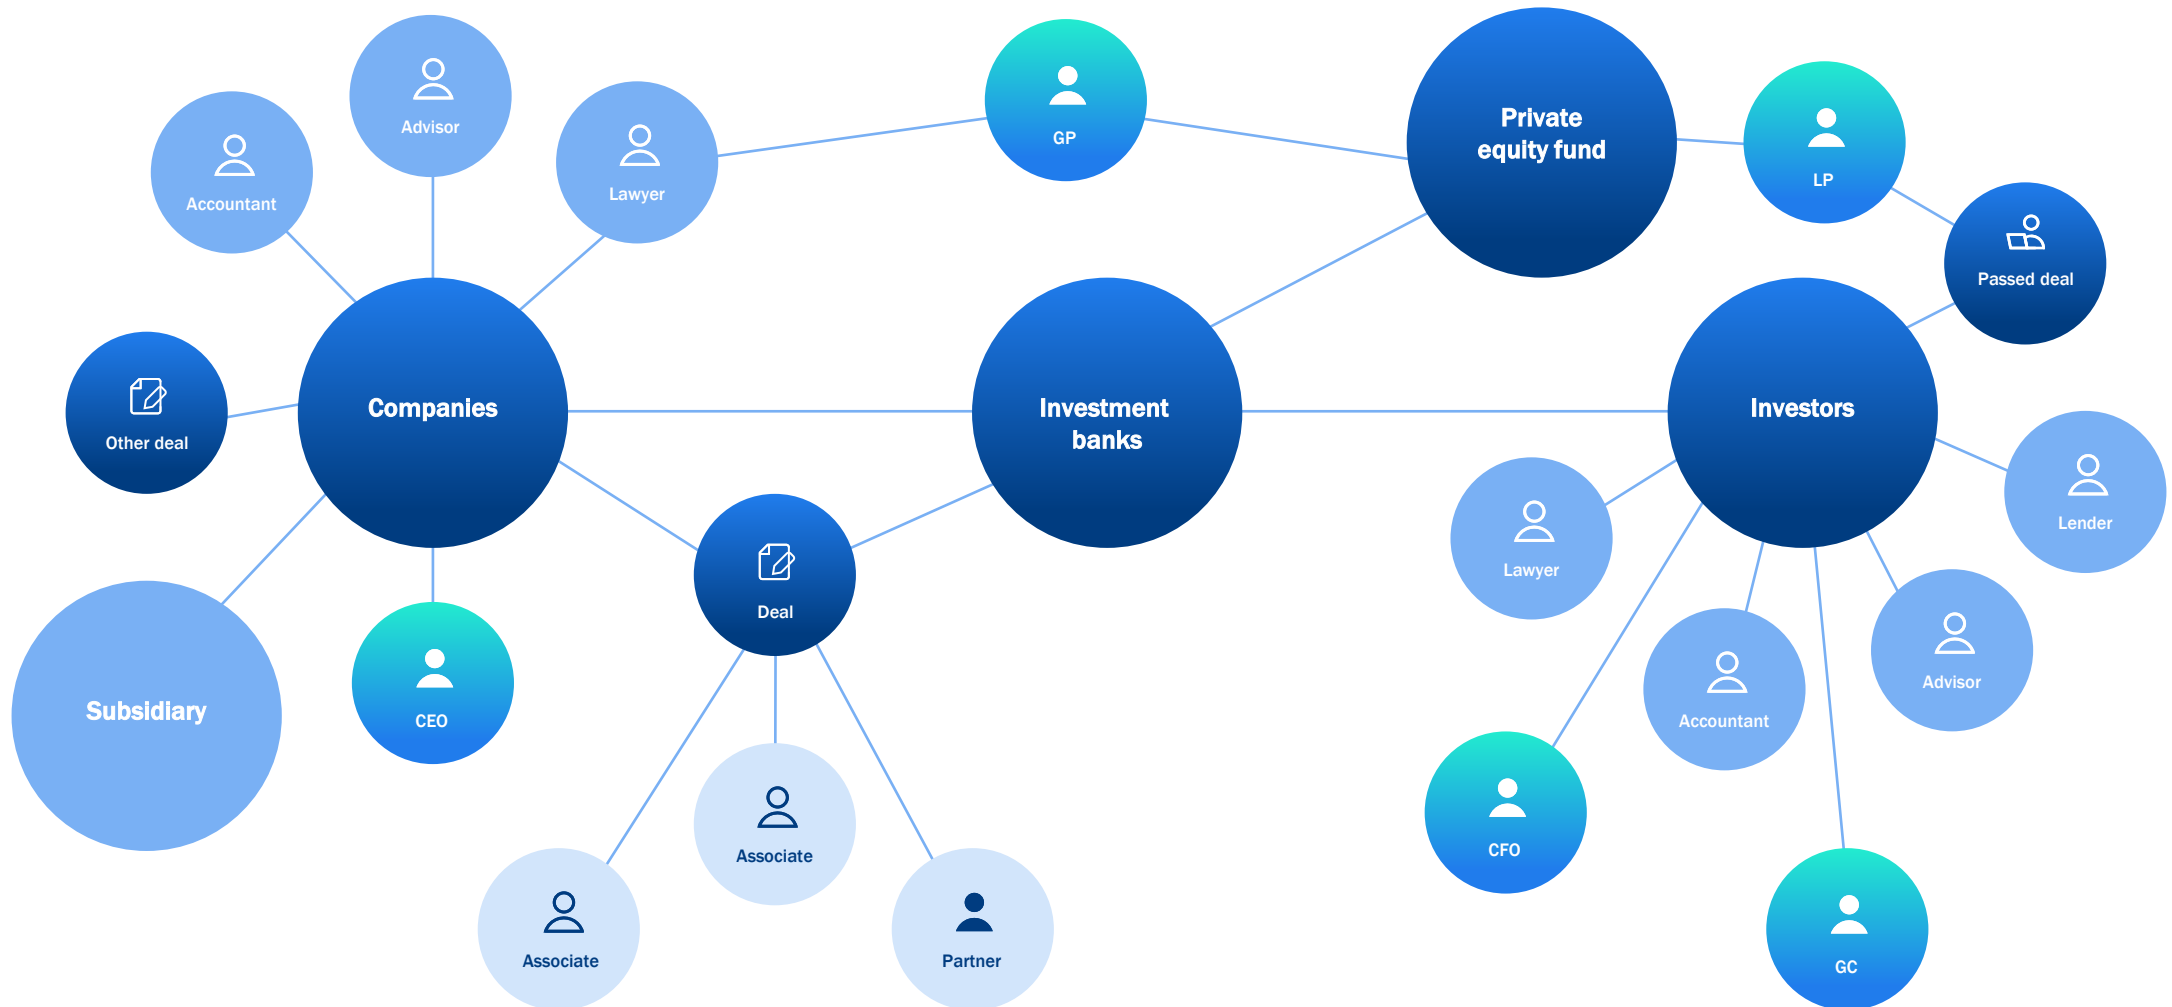 Advisor
Accountant
Lawyer
GP
Private
equity fund
LP
Passed deal
Other deal
Companies
Investment
banks
Investors
Lender
Lawyer
Deal
Subsidiary
CEO
Accountant
Advisor
Associate
CFO
Associate
Partner
GC